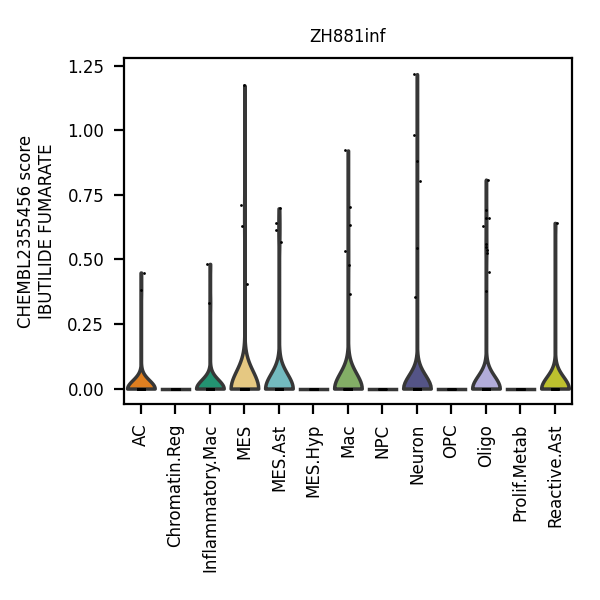 ZH881inf
CHEMBL2355456 score
IBUTILIDE FUMARATE
1.25
1.00
0.75
0.50
0.25
0.00
AC
Chromatin.Reg
Inflammatory.Mac
MES
MES.Ast
MES.Hyp
Mac
NPC
Neuron
OPC
Oligo
Prolif.Metab
Reactive.Ast